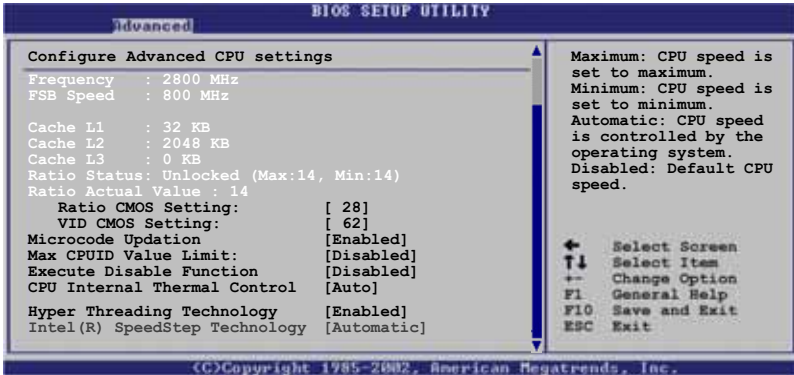 BIOS SETUP UTILITY
Advanced
Configure Advanced CPU settings
Frequency : 2800 MHz
FSB Speed : 800 MHz
Cache L1 : 32 KB
Cache L2 : 2048 KB
Cache L3 : 0 KB
Ratio Status: Unlocked (Max:14, Min:14)
Ratio Actual Value : 14
Ratio CMOS Setting: [ 28]
VID CMOS Setting: [ 62]
Microcode Updation [Enabled]
Max CPUID Value Limit: [Disabled]
Execute Disable Function [Disabled]
CPU Internal Thermal Control [Auto]
Hyper Threading Technology [Enabled]
Intel(R) SpeedStep Technology [Automatic]
Maximum: CPU speed is
set to maximum.
Minimum: CPU speed is
set to minimum.
Automatic: CPU speed
is controlled by the
operating system.
Disabled: Default CPU
speed.
← Select Screen
↑↓ Select Item
+- Change Option
F1 General Help
F10 Save and Exit
ESC Exit
(C)Copyright 1985-2002, American Megatrends, Inc.